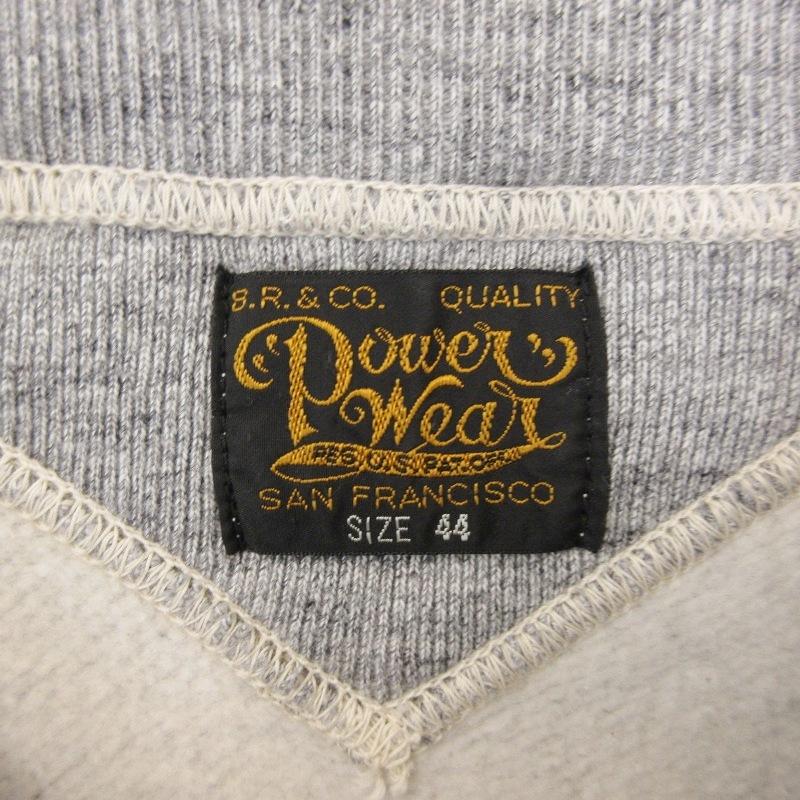 B.R. & CO. QUALITY
Power
Wear
REG. U.S. PAT. OFF.
SAN FRANCISCO
SIZE 44